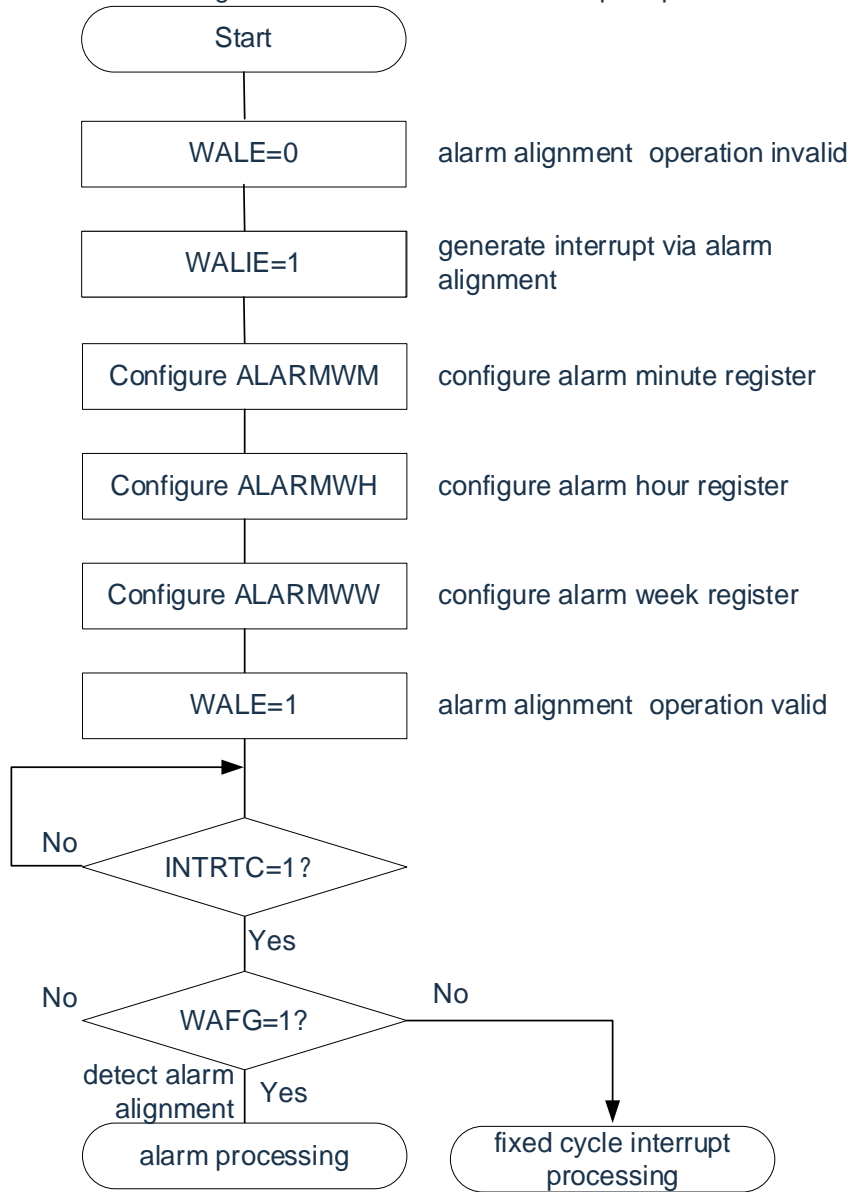 Start
WALE=0
alarm alignment operation invalid
WALIE=1
generate interrupt via alarm
alignment
Configure ALARMWM
configure alarm minute register
Configure ALARMWH
configure alarm hour register
Configure ALARMWW
configure alarm week register
WALE=1
alarm alignment operation valid
No
INTRTC=1?
Yes
No
WAFG=1?
No
detect alarm
alignment
Yes
alarm processing
fixed cycle interrupt
processing